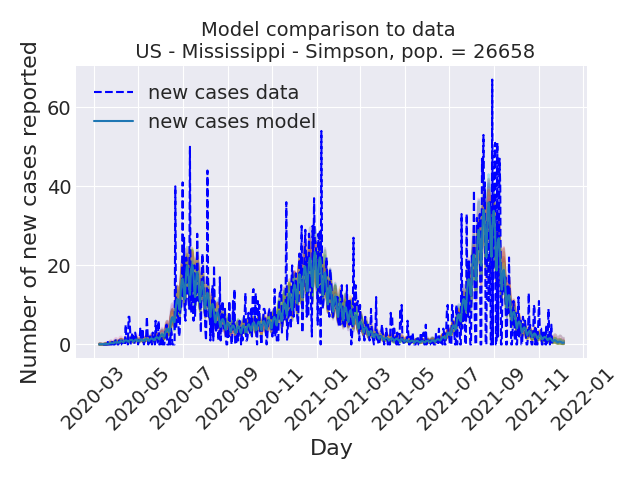 Model comparison to data
US - Mississippi - Simpson, pop. = 26658
Number of new cases reported
new cases data
new cases model
60
40
20
0
2020-03
2020-05
2020-07
2020-09
2020-11
2021-01
2021-03
2021-05
2021-07
2021-09
2021-11
2022-01
Day